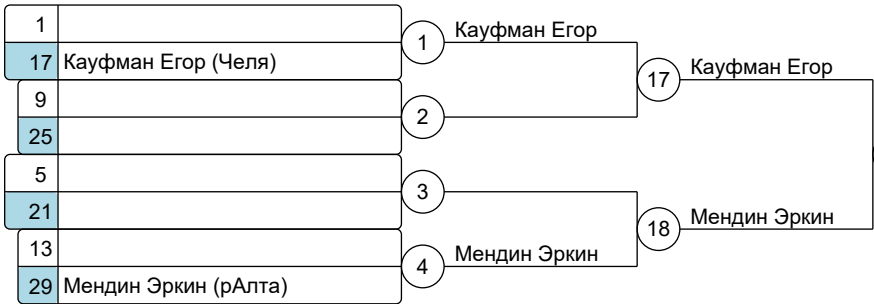 1
17 Кауфман Егор (Челя)
9
25
5
21
13
29 Мендин Эркин (рАлта)
1
2
3
4
Кауфман Егор
Мендин Эркин
17
18
Кауфман Егор
Мендин Эркин